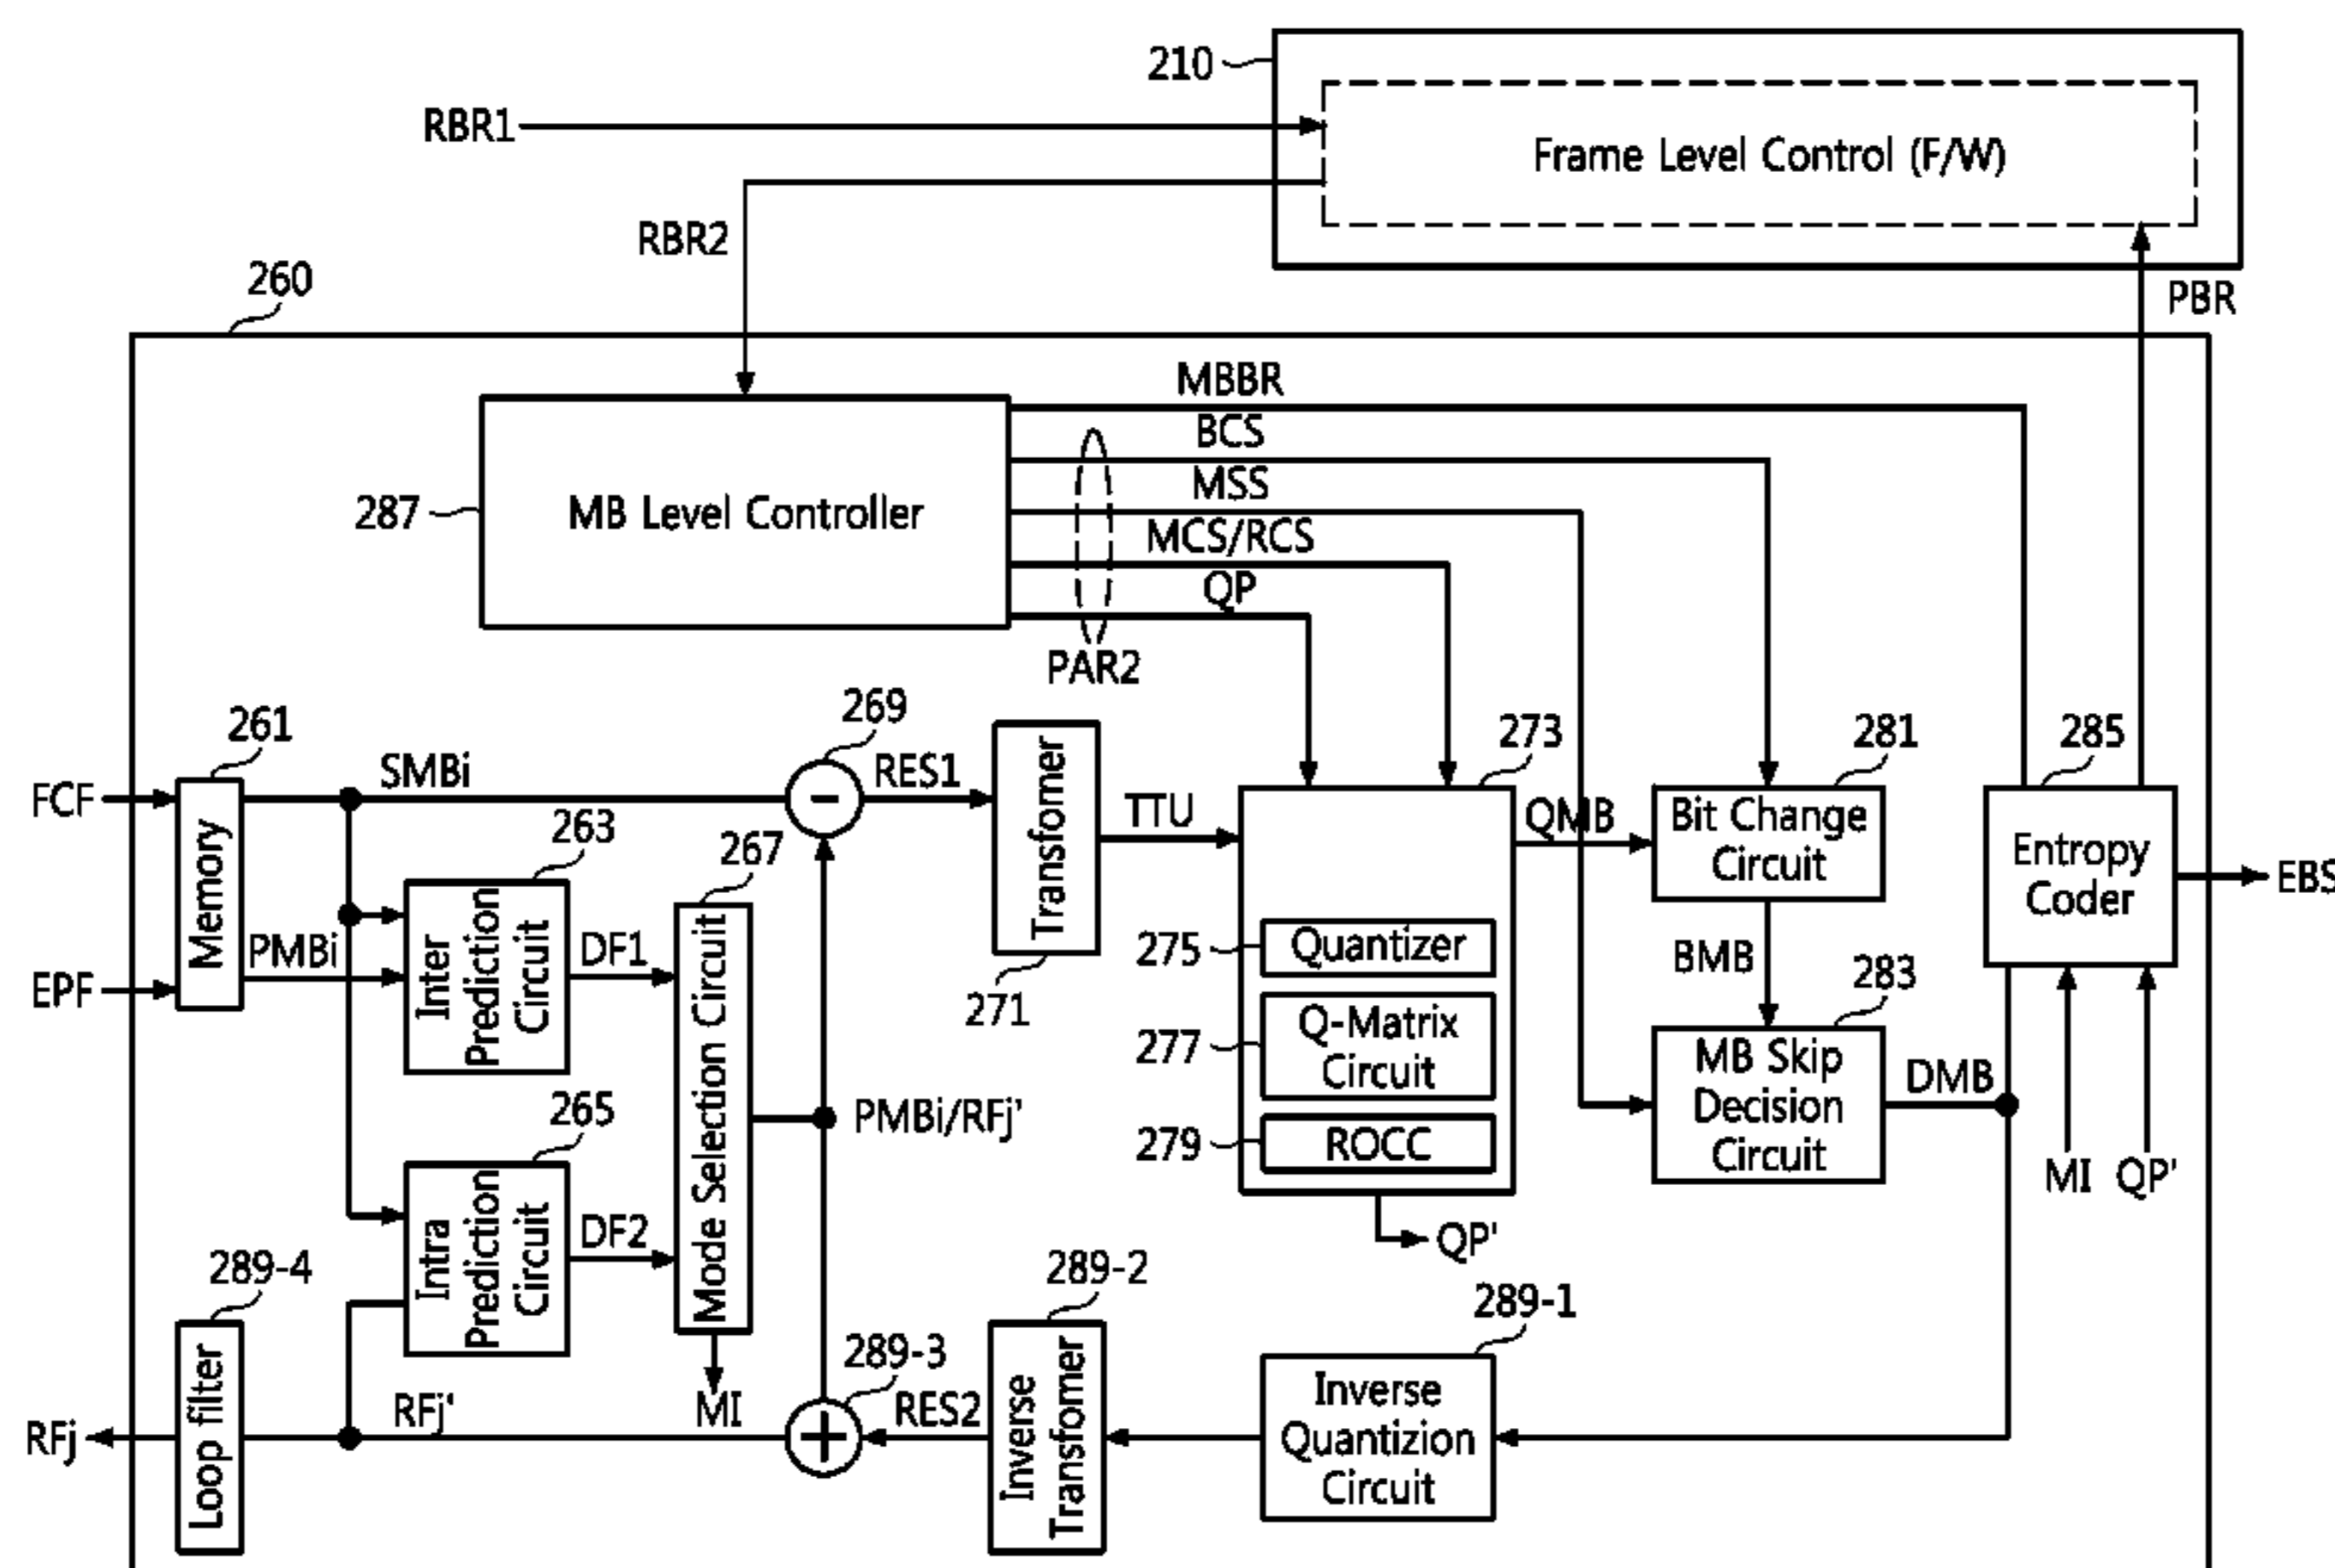 210
RBR1
Frame Level Control (F/W)
RBR2
260
PBR
MBBR
BCS
MSS
MCS/RCS
QP
287
MB Level Controller
PAR2
261
269
273
281
285
FCF
SMBi
RES1
Transfomer
TTU
QMB
Bit Change
Circuit
Entropy
Coder
EBS
263
267
Memory
PMBi
EPF
Inter
Prediction
Circuit
DF1
Mode Selection Circuit
271
275
Quantizer
BMB
283
277
Q-Matrix
Circuit
MB Skip
Decision
Circuit
DMB
265
PMBi/RFj'
279
ROCC
MI
QP'
Intra
Prediction
Circuit
DF2
QP'
289-4
289-2
289-1
289-3
Loop filter
RFj
RFj'
MI
RES2
Inverse
Transfomer
Inverse
Quantizion
Circuit